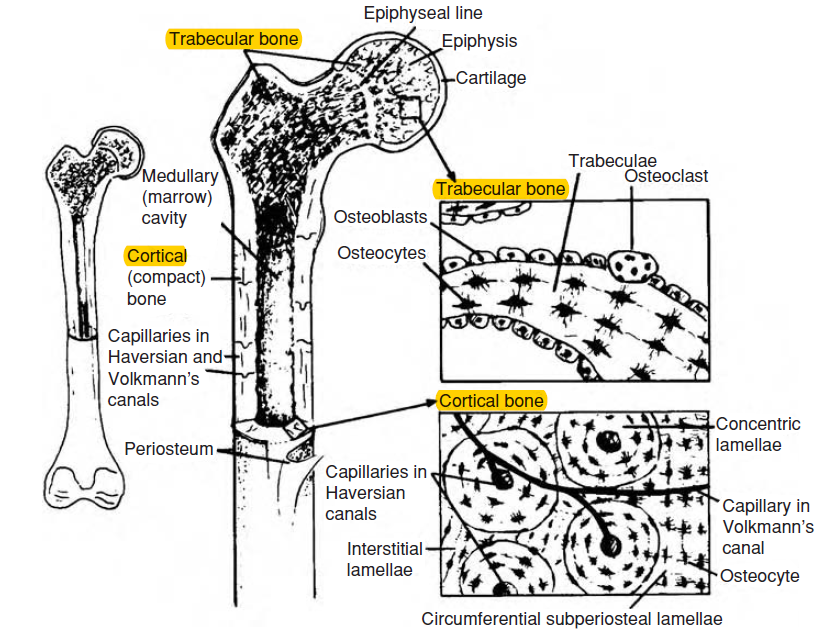 Epiphyseal line
Trabecular bone
Epiphysis
Cartilage
Medullary
(marrow)
cavity
Cortical
(compact)
bone
Capillaries in
Haversian and
Volkmann's
canals
Periosteum
Trabeculae
Osteoclast
Trabecular bone
Osteoblasts
Osteocytes
Cortical bone
Concentric
lamellae
Capillaries in
Haversian
canals
Capillary in
Volkmann's
canal
Interstitial
lamellae
Osteocyte
Circumferential subperiosteal lamellae